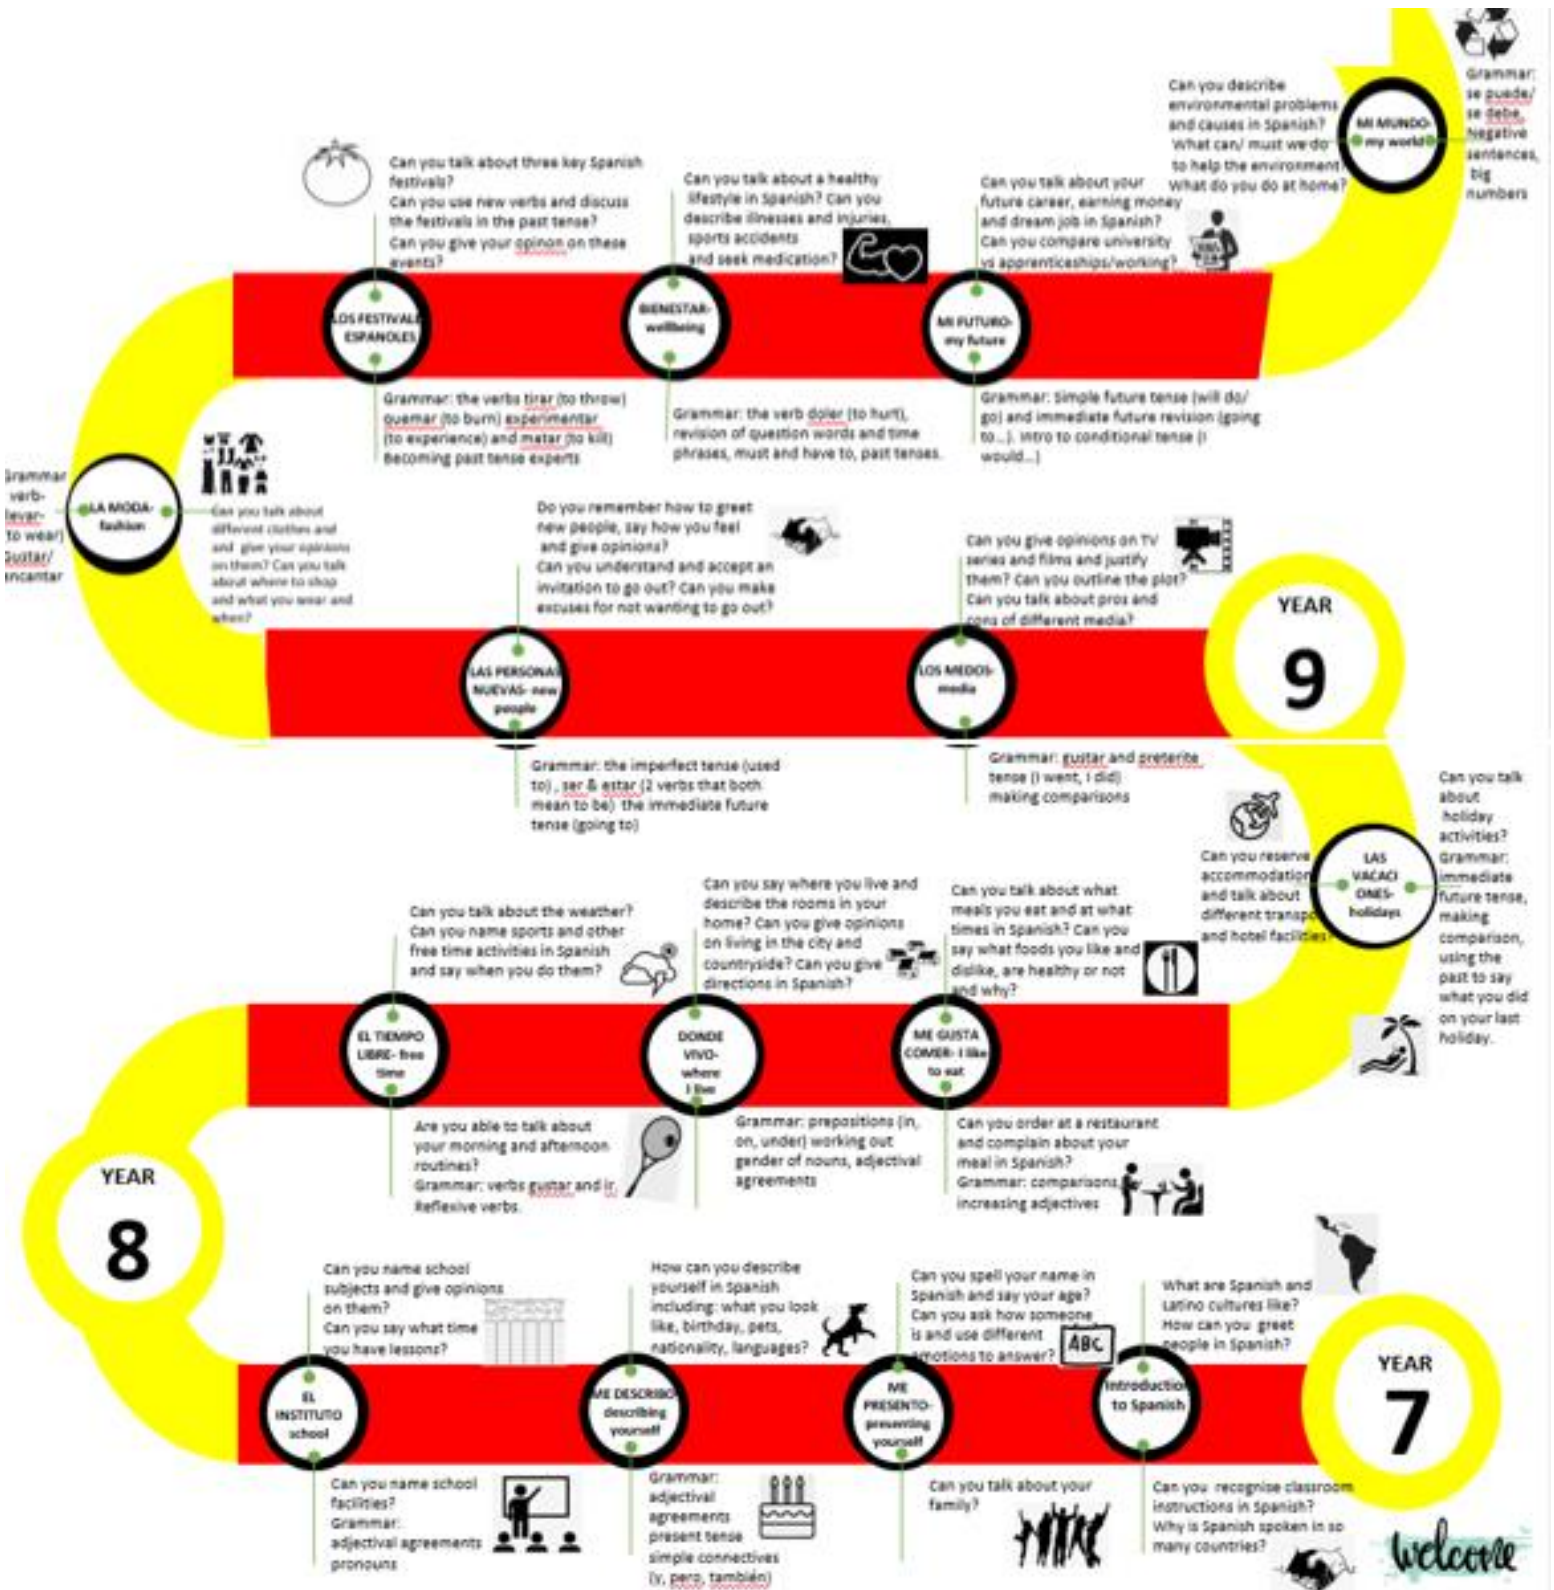 Can you describe
environmental problems
and causes in Spanish?
What can/ must we do
to help the environment?
What do you do at home?
MI MUNDO-
my world
Grammar:
se puede/
se debe,
Negative
sentences,
big
numbers
Can you talk about three key Spanish
festivals?
Can you use new verbs and discuss
the festivals in the past tense?
Can you give your opinon on these
events?
Can you talk about a healthy
lifestyle in Spanish? Can you
describe illnesses and injuries,
sports accidents
and seek medication?
Can you talk about your
future career, earning money
and dream job in Spanish?
Can you compare university
vs apprenticeships/working?
LOS FESTIVALE
ESPANOLES
BIENESTAR-
wellbeing
MI FUTURO-
my future
Grammar: the verbs tirar (to throw)
quemar (to burn) experimentar
(to experience) and matar (to kill)
Becoming past tense experts
Grammar: the verb doler (to hurt),
revision of question words and time
phrases, must and have to, past tenses.
Grammar: Simple future tense (will do/
go) and immediate future revision (going
to...). Intro to conditional tense (I
would...)
Grammar
verb-
levar-
to wear)
Gustar/
encantar
LA MODA-
fashion
Can you talk about
different clothes and
and give your opinions
on them? Can you talk
about where to shop
and what you wear and
when?
Do you remember how to greet
new people, say how you feel
and give opinions?
Can you understand and accept an
invitation to go out? Can you make
excuses for not wanting to go out?
Can you give opinions on TV
series and films and justify
them? Can you outline the plot?
Can you talk about pros and
cons of different media?
YEAR
9
LAS PERSONAS
NUEVAS- new
people
LOS MEDOS-
media
Grammar: the imperfect tense (used
to) , ser & estar (2 verbs that both
mean to be) the immediate future
tense (going to)
Grammar: gustar and preterite
tense (I went, I did)
making comparisons
Can you reserve
accommodation
and talk about
different transpo
and hotel facilities?
LAS
VACACI
ONES-
holidays
Can you talk
about
holiday
activities?
Grammar:
immediate
future tense,
making
comparison,
using the
past to say
what you did
on your last
holiday.
Can you talk about the weather?
Can you name sports and other
free time activities in Spanish
and say when you do them?
Can you say where you live and
describe the rooms in your
home? Can you give opinions
on living in the city and
countryside? Can you give
directions in Spanish?
Can you talk about what
meals you eat and at what
times in Spanish? Can you
say what foods you like and
dislike, are healthy or not
and why?
EL TIEMPO
LIBRE- free
time
DONDE
VIVO-
where
I live
ME GUSTA
COMER- I like
to eat
Are you able to talk about
your morning and afternoon
routines?
Grammar: verbs gustar and ir.
Reflexive verbs.
Grammar: prepositions (in,
on, under) working out
gender of nouns, adjectival
agreements
Can you order at a restaurant
and complain about your
meal in Spanish?
Grammar: comparisons,
increasing adjectives
YEAR
8
Can you name school
subjects and give opinions
on them?
Can you say what time
you have lessons?
How can you describe
yourself in Spanish
including: what you look
like, birthday, pets,
nationality, languages?
Can you spell your name in
Spanish and say your age?
Can you ask how someone
is and use different
emotions to answer?
ABC
What are Spanish and
Latino cultures like?
How can you greet
people in Spanish?
YEAR
7
EL
INSTITUTO
school
ME DESCRIBO
describing
yourself
ME
PRESENTO-
presenting
yourself
Introduction
to Spanish
Can you name school
facilities?
Grammar:
adjectival agreements
pronouns
Grammar:
adjectival
agreements
present tense
simple connectives
(y, pero, también)
Can you talk about your
family?
Can you recognise classroom
instructions in Spanish?
Why is Spanish spoken in so
many countries?
welcome